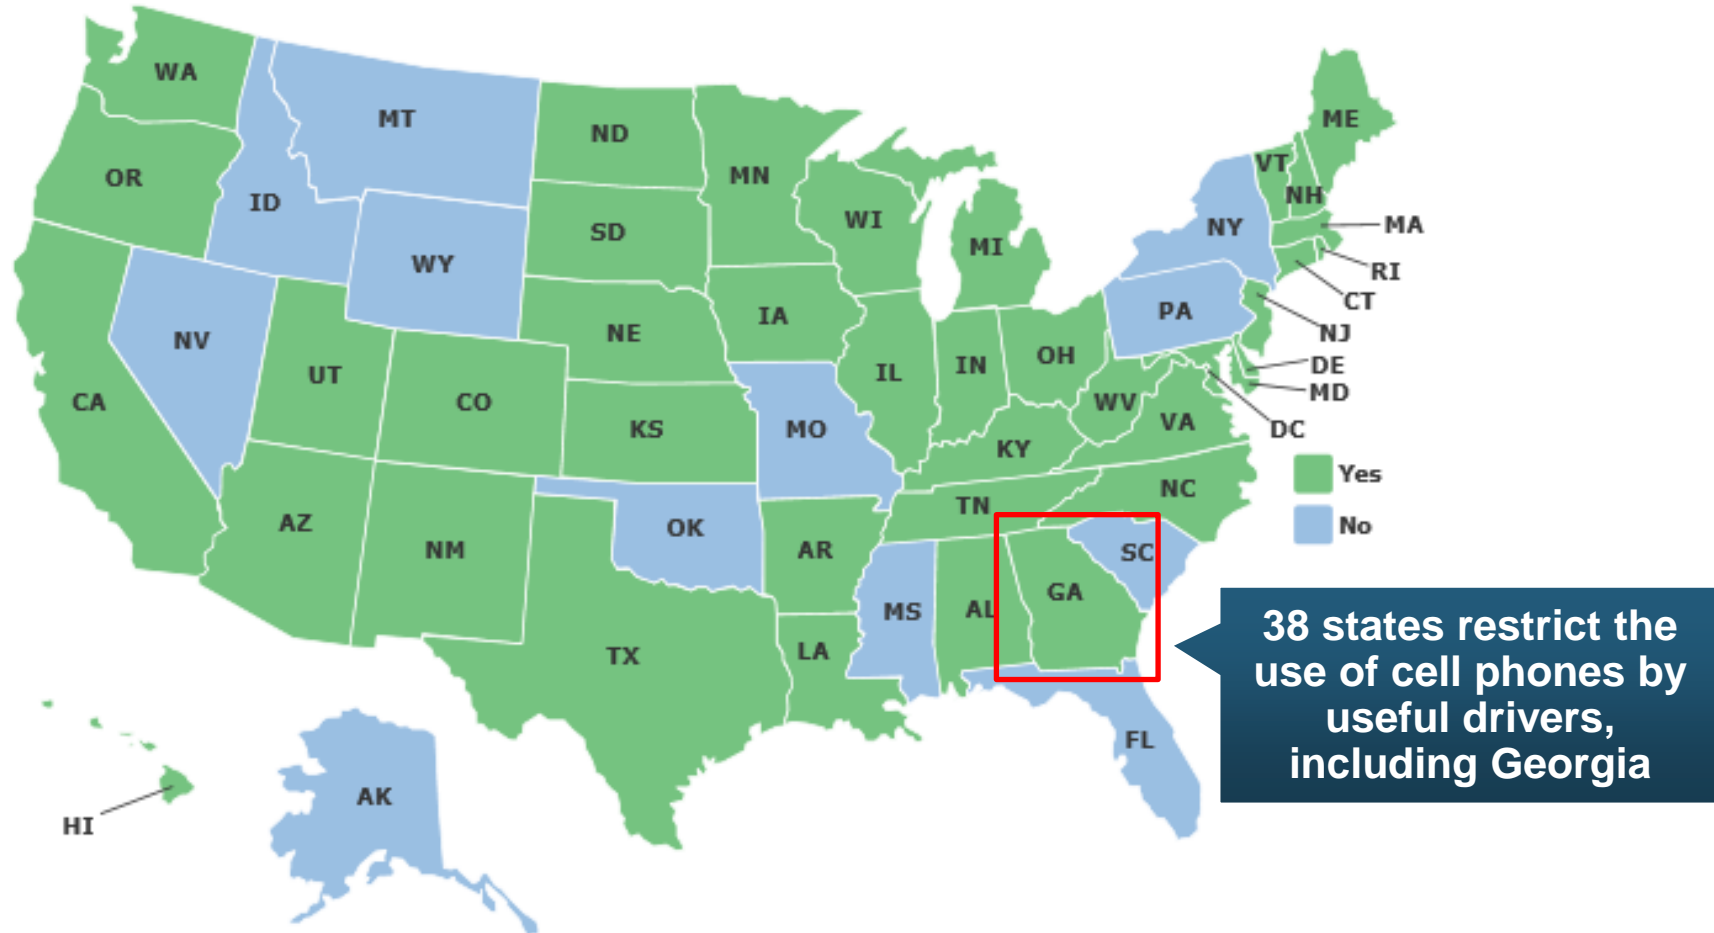 WA
MT
ME
ND
VT
OR
MN
ID
NH
WI
NY
MA
SD
MI
WY
RI
CT
PA
IA
NE
NJ
NV
OH
DE
IN
UT
IL
MD
CA
CO
WV
VA
KS
MO
DC
KY
Yes
NC
TN
AZ
No
OK
NM
AR
SC
GA
MS
AL
38 states restrict the
use of cell phones by
useful drivers,
including Georgia
LA
TX
FL
AK
HI